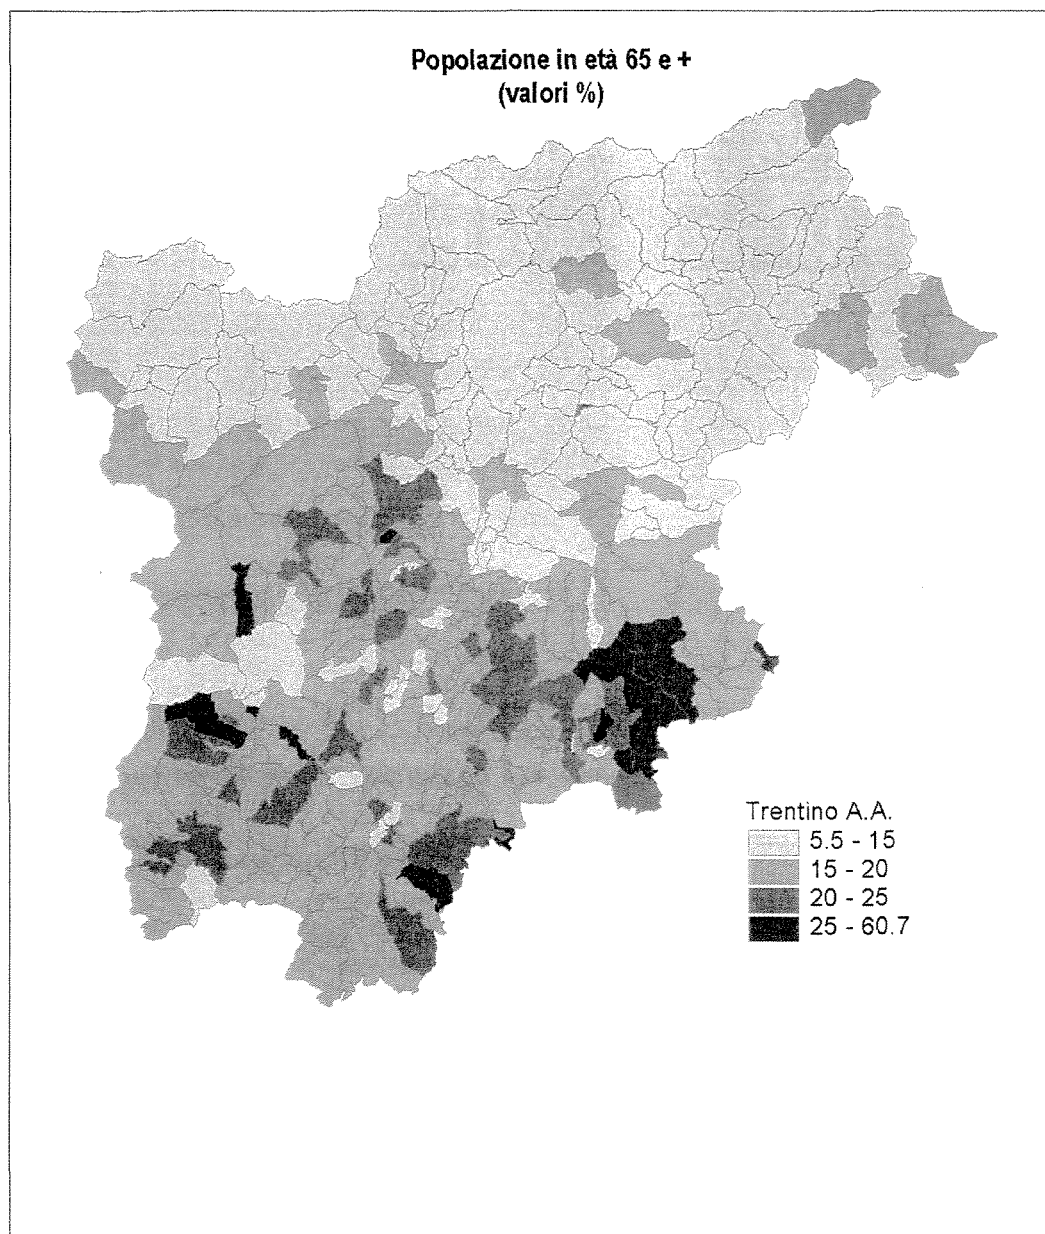 Popolazione in età 65 e +
(valori %)
Trentino A.A.
5.5 - 15
15 - 20
20 - 25
25 - 60.7